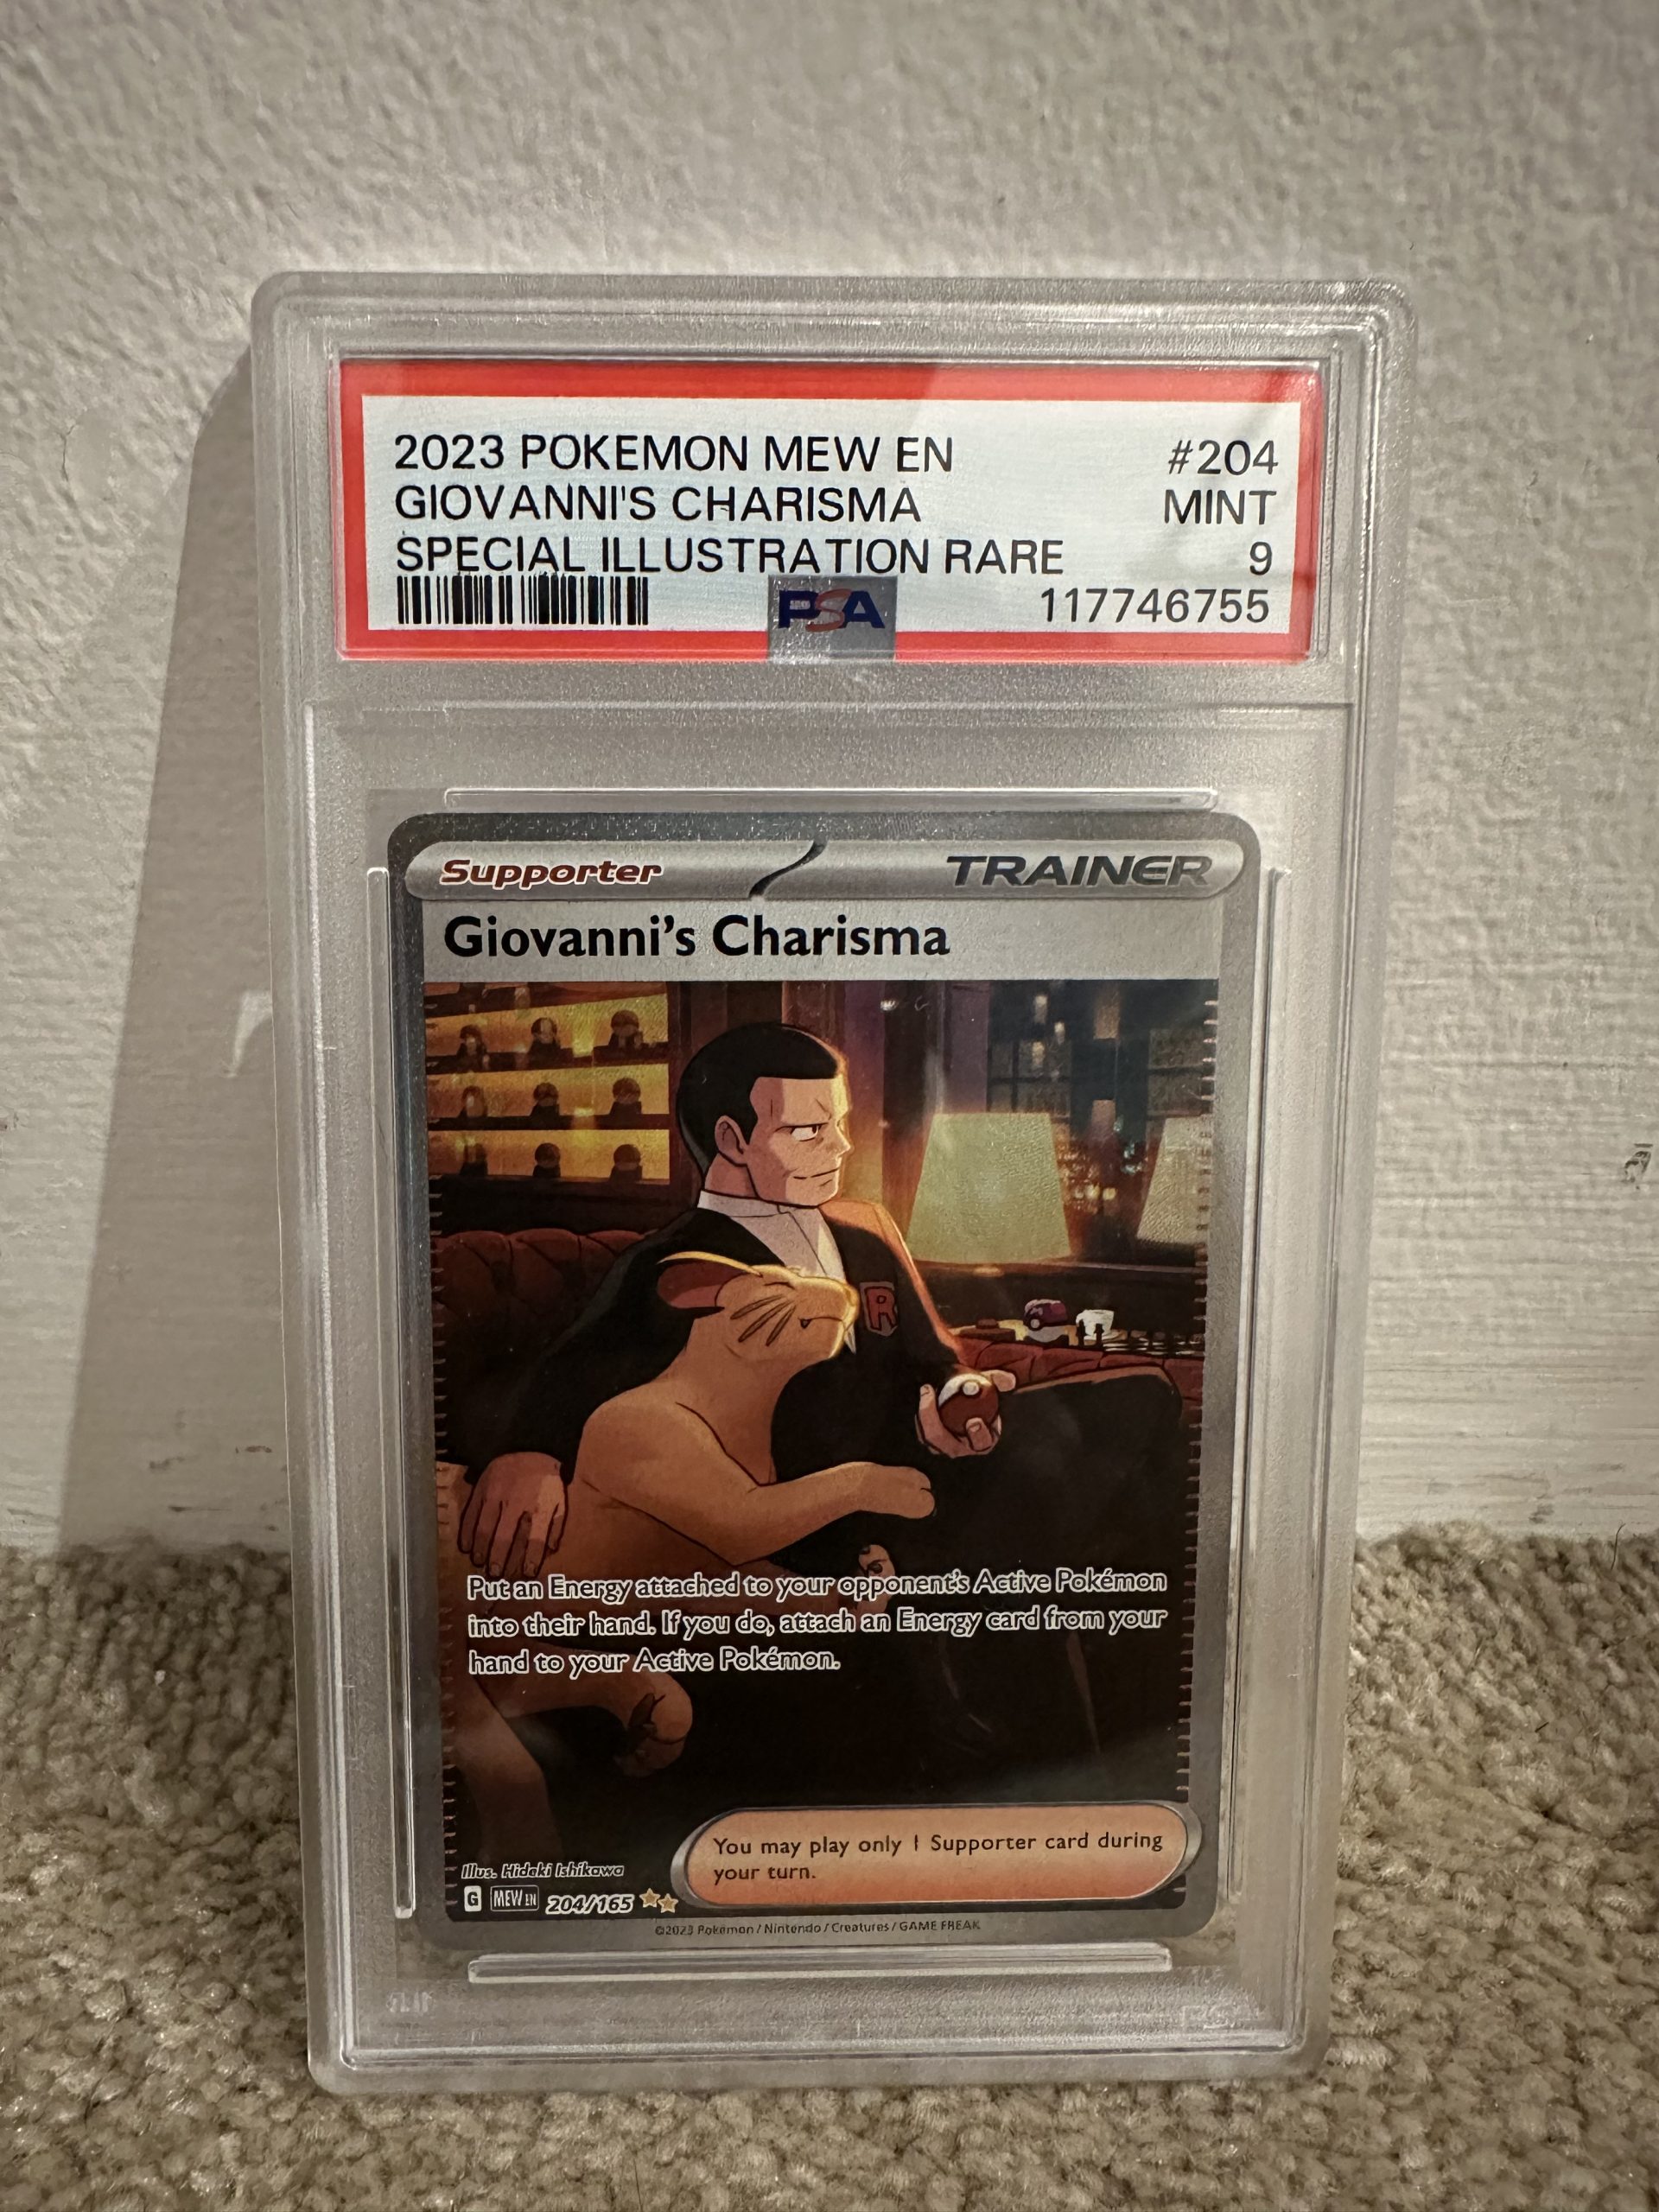 2023 POKEMON MEW EN #204
GIOVANNI'S CHARISMA MINT
SPECIAL ILLUSTRATION RARE 9
PSA 117746755
Supporter TRAINER
Giovanni's Charisma
R
Put an Energy attached to your opponent's Active Pokémon
into their hand. If you do, attach an Energy card from your
hand to your Active Pokémon.
You may play only 1 Supporter card during
your turn.
Illus. Hideki Ishikawa
G MEW EN 204/165
©2023 Pokémon / Nintendo / Creatures / GAME FREAK